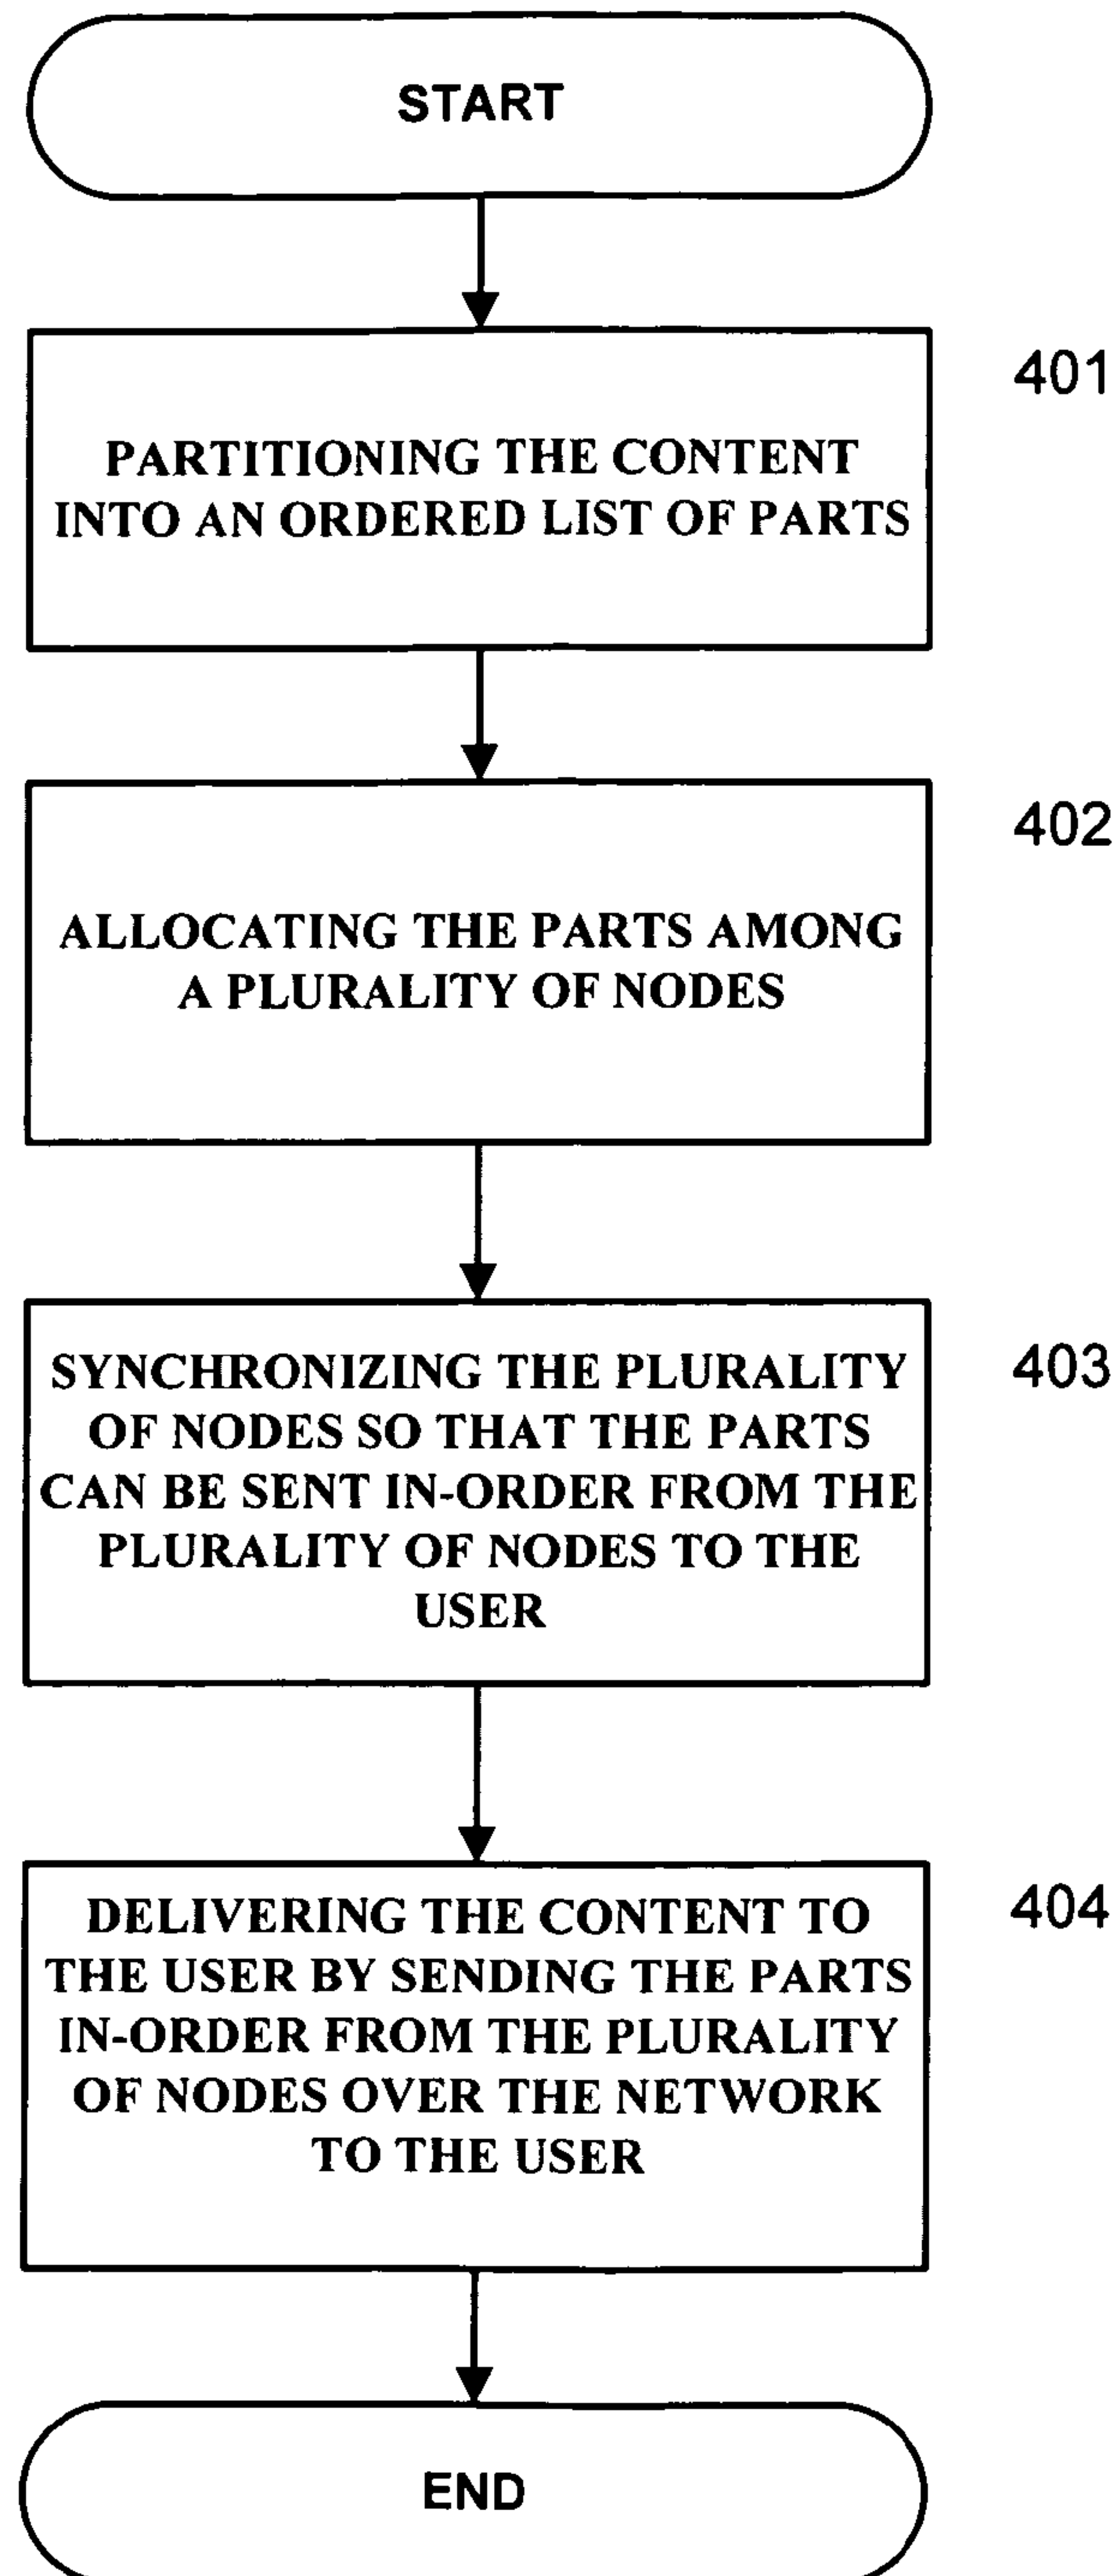 START
401
PARTITIONING THE CONTENT
INTO AN ORDERED LIST OF PARTS
402
ALLOCATING THE PARTS AMONG
A PLURALITY OF NODES
403
SYNCHRONIZING THE PLURALITY
OF NODES SO THAT THE PARTS
CAN BE SENT IN-ORDER FROM THE
PLURALITY OF NODES TO THE
USER
404
DELIVERING THE CONTENT TO
THE USER BY SENDING THE PARTS
IN-ORDER FROM THE PLURALITY
OF NODES OVER THE NETWORK
TO THE USER
END